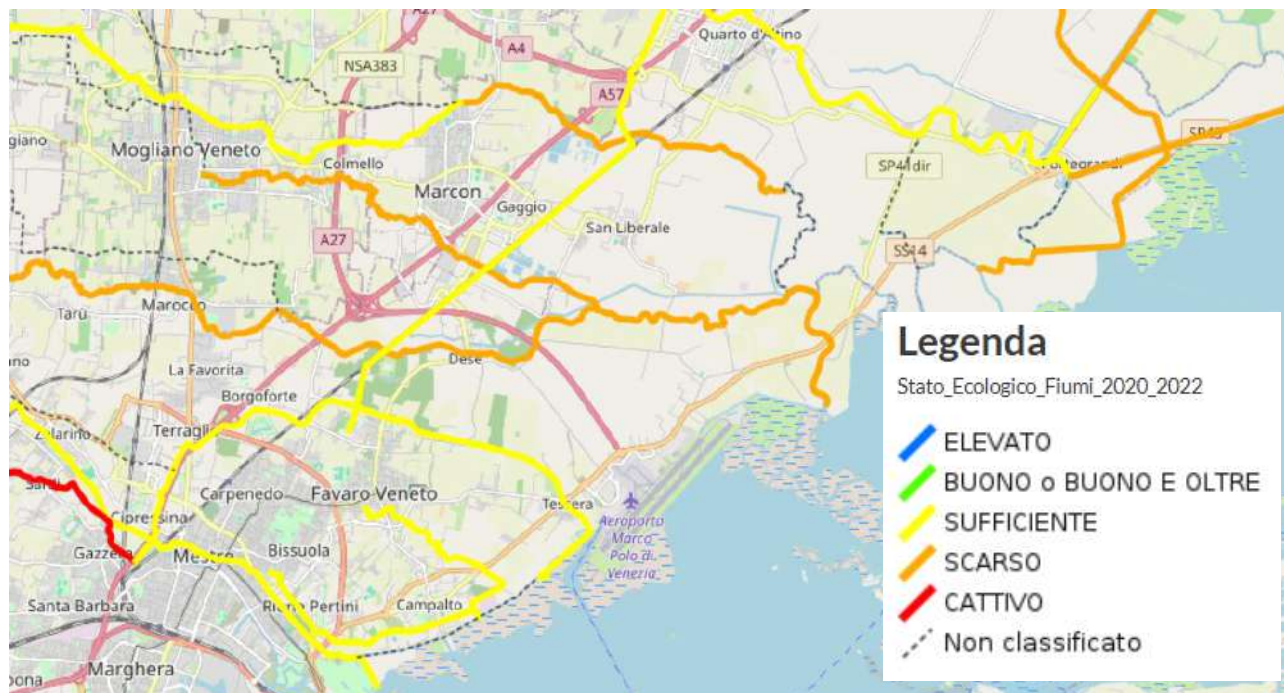 A27
Quarto d'Altino
A4
NSA383
A57
giano
Mogliano Veneto
Colmello
SP41dir
Marcon
Gaggio
San Liberale
A27
SS14
Marocco
Tarù
ano
Dese
La Favorita
Borgoforte
Zelarino
Carpenedo
Favaro Veneto
Tessera
Cipressina
Aeroporto
Marco
Polo di
Venezia
Gazzera
Mestre
Bissuola
Santa Barbara
Campalto
Marghera
Legenda
Stato_Ecologico_Fiumi_2020_2022
ELEVATO
BUONO o BUONO E OLTRE
SUFFICIENTE
SCARSO
CATTIVO
Non classificato